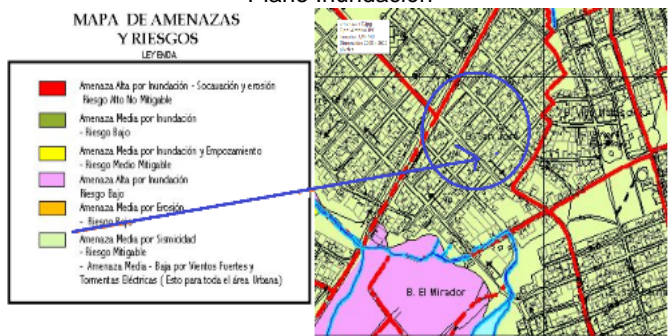 Plano Inundación
MAPA DE AMENAZAS
Y RIESGOS
LEYENDA
Amenaza Alta por Inundación - Socavación y erosión
Riesgo Alto No Mitigable
Amenaza Media por Inundación
- Riesgo Bajo
Amenaza Media por Inundación y Empozamiento
- Riesgo Medio Mitigable
Amenaza Alta por Inundación
Riesgo Bajo
Amenaza Media por Erosión
- Riesgo Bajo
Amenaza Media por Sismicidad
- Riesgo Mitigable
- Amenaza Media - Baja por Vientos Fuertes y
Tormentas Eléctricas ( Esto para toda el área Urbana)
B. San José
B. El Mirador